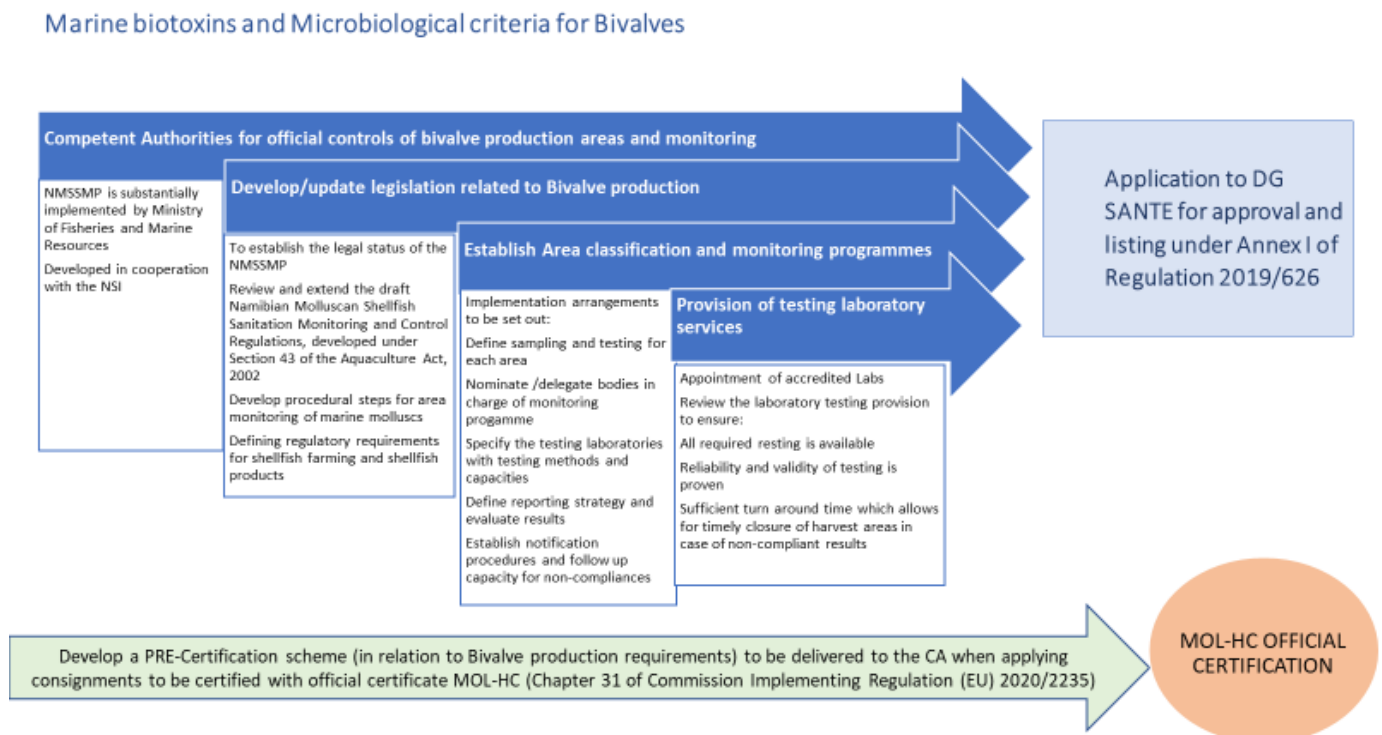 Marine biotoxins and Microbiological criteria for Bivalves
Competent Authorities for official controls of bivalve production areas and monitoring
NMSSMP is substantially
implemented by Ministry
of Fisheries and Marine
Resources
Developed in cooperation
with the NSI
Develop/update legislation related to Bivalve production
To establish the legal status of the
NMSSMP
Review and extend the draft
Namibian Molluscan Shellfish
Sanitation Monitoring and Control
Regulations, developed under
Section 43 of the Aquaculture Act,
2002
Develop procedural steps for area
monitoring of marine molluscs
Defining regulatory requirements
for shellfish farming and shellfish
products
Establish Area classification and monitoring programmes
Implementation arrangements
to be set out:
Define sampling and testing for
each area
Nominate /delegate bodies in
charge of monitoring
progamme
Specify the testing laboratories
with testing methods and
capacities
Define reporting strategy and
evaluate results
Establish notification
procedures and follow up
capacity for non-compliances
Provision of testing laboratory
services
Appointment of accredited Labs
Review the laboratory testing provision
to ensure:
All required resting is available
Reliability and validity of testing is
proven
Sufficient turn around time which allows
for timely closure of harvest areas in
case of non-compliant results
Application to DG
SANTE for approval and
listing under Annex I of
Regulation 2019/626
Develop a PRE-Certification scheme (in relation to Bivalve production requirements) to be delivered to the CA when applying
consignments to be certified with official certificate MOL-HC (Chapter 31 of Commission Implementing Regulation (EU) 2020/2235)
MOL-HC OFFICIAL
CERTIFICATION